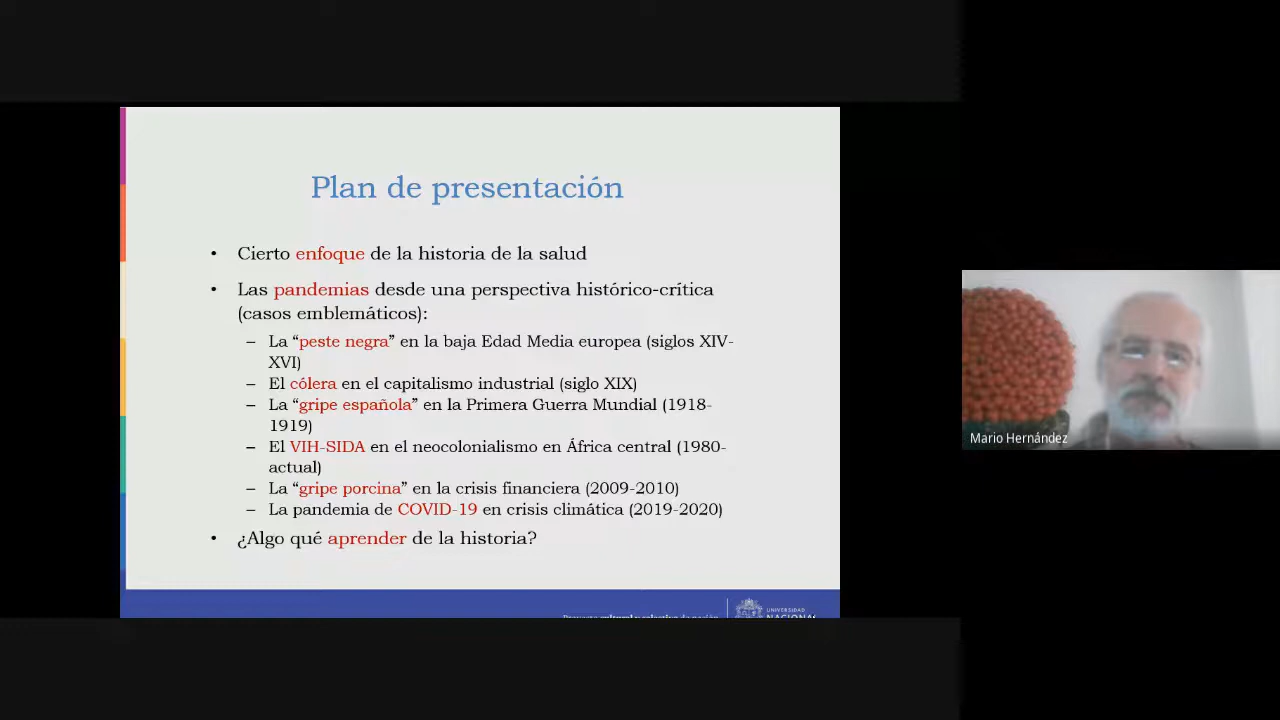 Plan de presentación
• Cierto enfoque de la historia de la salud
• Las pandemias desde una perspectiva histórico-crítica
(casos emblemáticos):
– La “peste negra” en la baja Edad Media europea (siglos XIV-
XVI)
– El cólera en el capitalismo industrial (siglo XIX)
– La “gripe española” en la Primera Guerra Mundial (1918-
1919)
– El VIH-SIDA en el neocolonialismo en África central (1980-
actual)
– La “gripe porcina” en la crisis financiera (2009-2010)
– La pandemia de COVID-19 en crisis climática (2019-2020)
• ¿Algo qué aprender de la historia?
Mario Hernández
UNIVERSIDAD
NACIONAL